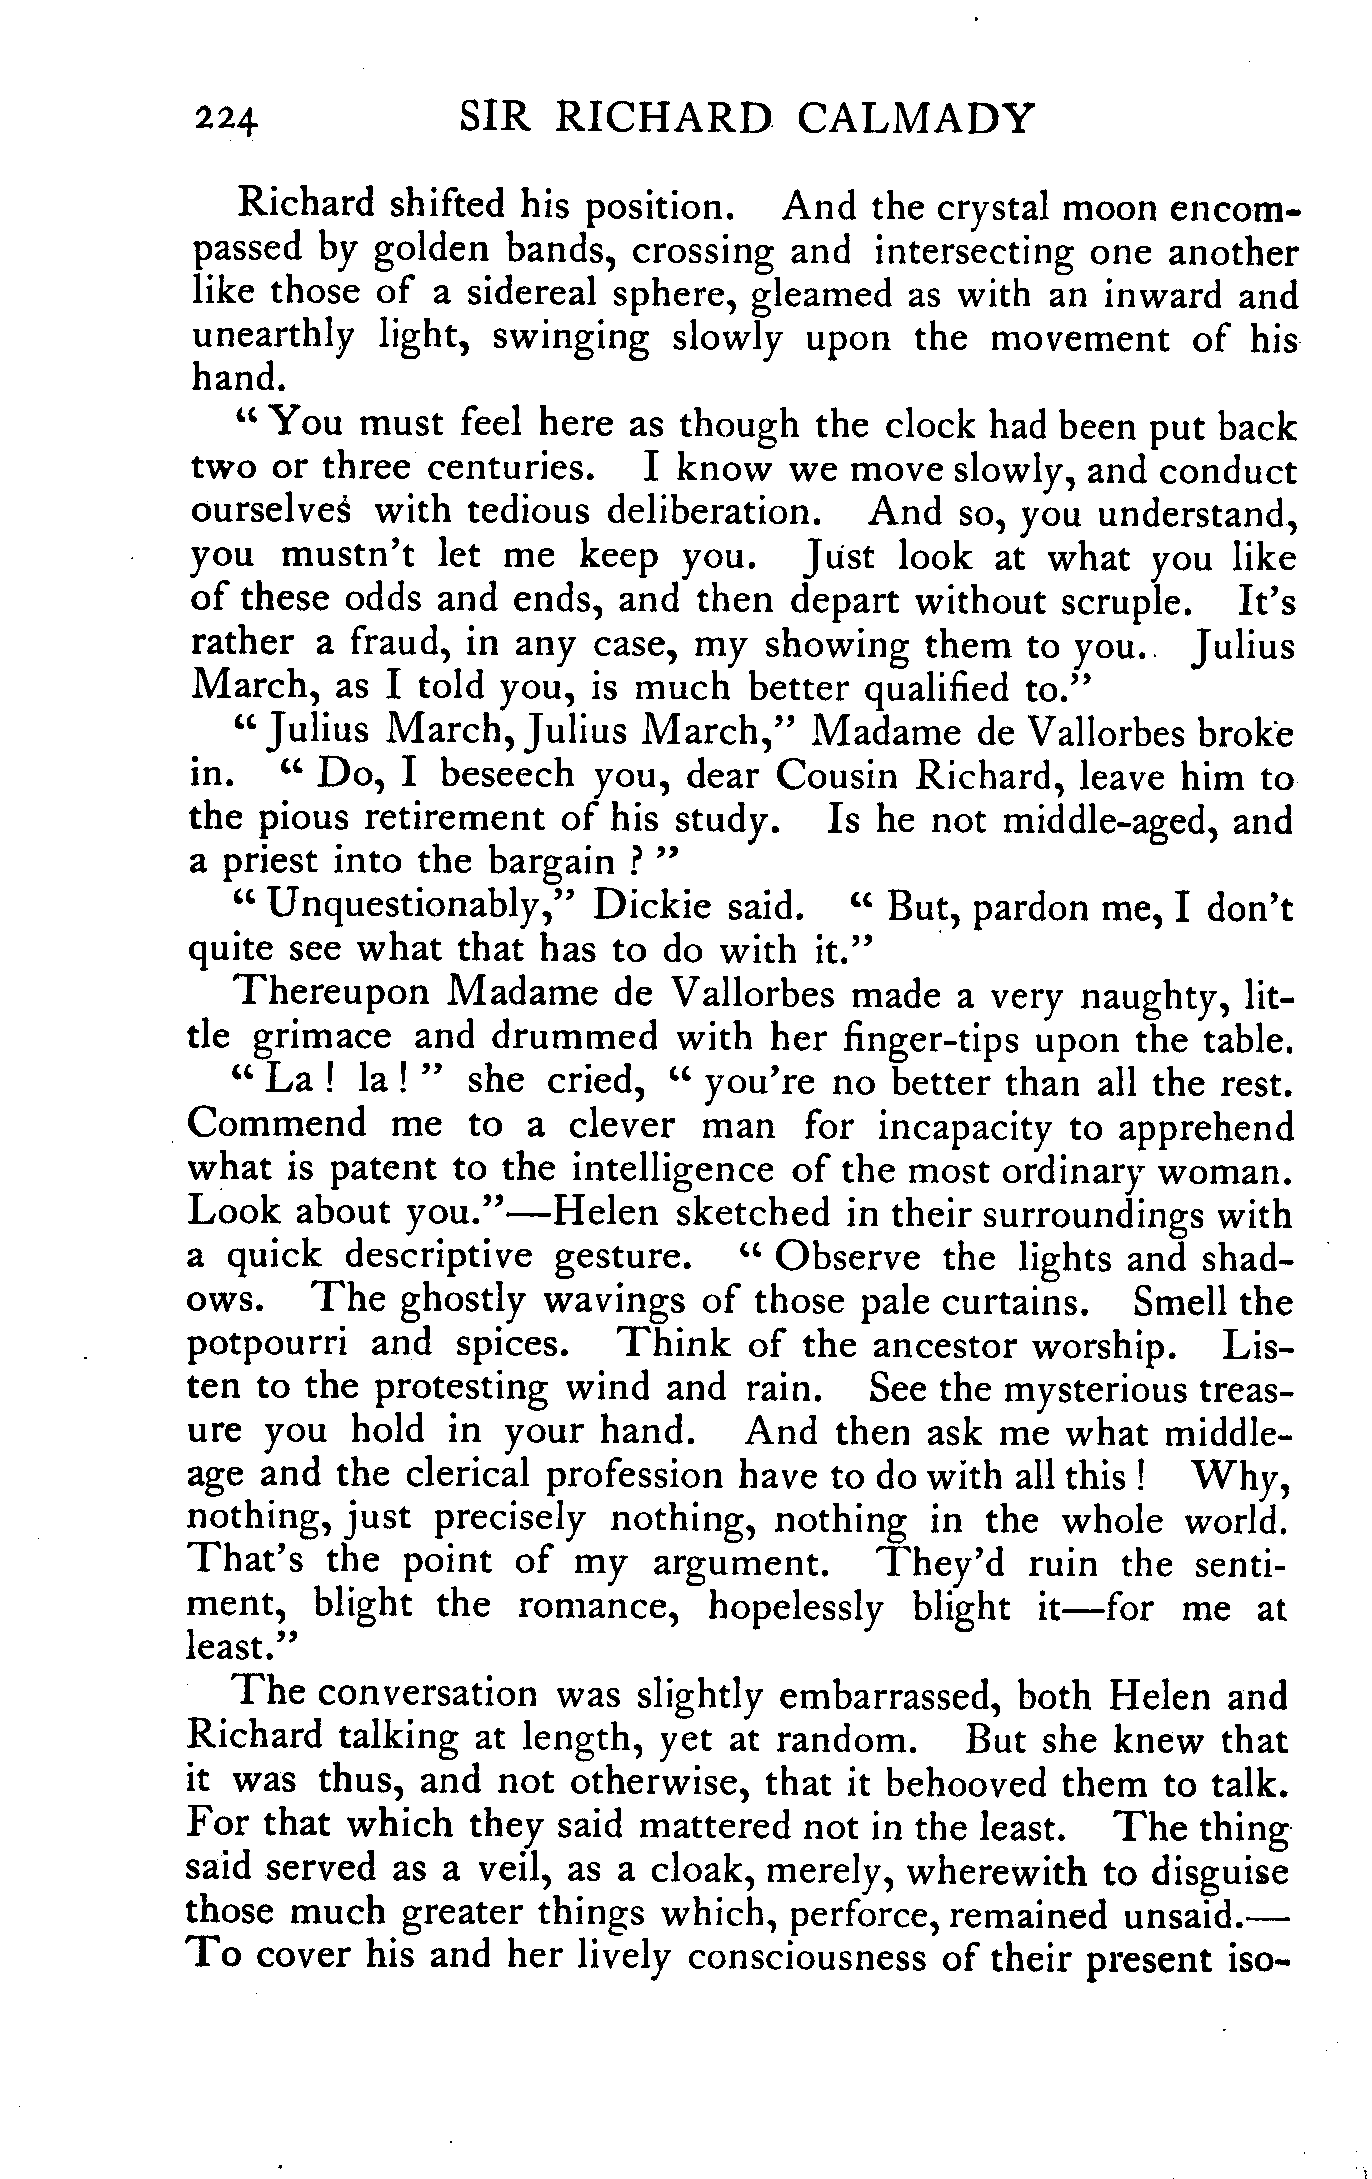 224 SIR RICHARD CALMADY
Richard shifted his position. And the crystal moon encom-
passed by golden bands, crossing and intersecting one another
like those of a sidereal sphere, gleamed as with an inward and
unearthly light, swinging slowly upon the movement of his
hand.
“ You must feel here as though the clock had been put back
two or three centuries. I know we move slowly, and conduct
ourselves with tedious deliberation. And so, you understand,
you mustn’t let me keep you. Just look at what you like
of these odds and ends, and then depart without scruple. It’s
rather a fraud, in any case, my showing them to you. Julius
March, as I told you, is much better qualified to.”
“ Julius March, Julius March,” Madame de Vallorbes broke
in. “ Do, I beseech you, dear Cousin Richard, leave him to
the pious retirement of his study. Is he not middle-aged, and
a priest into the bargain ? ”
“ Unquestionably,” Dickie said. “ But, pardon me, I don’t
quite see what that has to do with it.”
Thereupon Madame de Vallorbes made a very naughty, lit-
tle grimace and drummed with her finger-tips upon the table.
“ La ! la ! ” she cried, “ you’re no better than all the rest.
Commend me to a clever man for incapacity to apprehend
what is patent to the intelligence of the most ordinary woman.
Look about you.”—Helen sketched in their surroundings with
a quick descriptive gesture. “ Observe the lights and shad-
ows. The ghostly wavings of those pale curtains. Smell the
potpourri and spices. Think of the ancestor worship. Lis-
ten to the protesting wind and rain. See the mysterious treas-
ure you hold in your hand. And then ask me what middle-
age and the clerical profession have to do with all this ! Why,
nothing, just precisely nothing, nothing in the whole world.
That’s the point of my argument. They’d ruin the senti-
ment, blight the romance, hopelessly blight it—for me at
least.”
The conversation was slightly embarrassed, both Helen and
Richard talking at length, yet at random. But she knew that
it was thus, and not otherwise, that it behooved them to talk.
For that which they said mattered not in the least. The thing
said served as a veil, as a cloak, merely, wherewith to disguise
those much greater things which, perforce, remained unsaid.—
To cover his and her lively consciousness of their present iso-